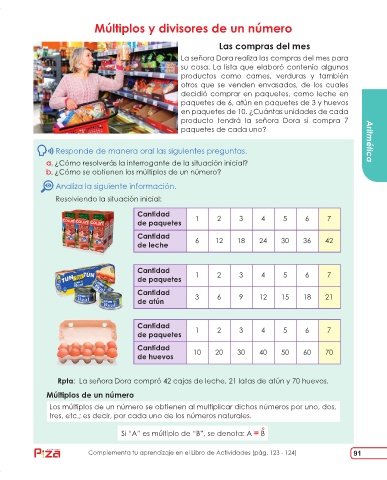 Múltiplos y divisores de un número
Las compras del mes
La señora Dora realiza las compras del mes para
su casa. La lista que elaboró contenía algunos
productos como carnes, verduras y también
otros que se venden envasados, de los cuales
decidió comprar en paquetes, como leche en
paquetes de 6, atún en paquetes de 3 y huevos
en paquetes de 10. ¿Cuántas unidades de cada
producto tendrá la señora Dora si compra 7
paquetes de cada uno?
Aritmética
Responde de manera oral las siguientes preguntas.
a. ¿Cómo resolverás la interrogante de la situación inicial?
b. ¿Cómo se obtienen los múltiplos de un número?
Analiza la siguiente información.
Resolviendo la situación inicial:
Cantidad de paquetes 1 2 3 4 5 6 7
Cantidad de leche 6 12 18 24 30 36 42
Cantidad de paquetes 1 2 3 4 5 6 7
Cantidad de atún 3 6 9 12 15 18 21
Cantidad de paquetes 1 2 3 4 5 6 7
Cantidad de huevos 10 20 30 40 50 60 70
Rpta: La señora Dora compró 42 cajas de leche, 21 latas de atún y 70 huevos.
Múltiplos de un número
Los múltiplos de un número se obtienen al multiplicar dichos números por uno, dos,
tres, etc.; es decir, por cada uno de los números naturales.
Si "A" es múltiplo de "B", se denota: A = B̊
Pizza
Complementa tu aprendizaje en el Libro de Actividades (pág. 123 - 124)
91